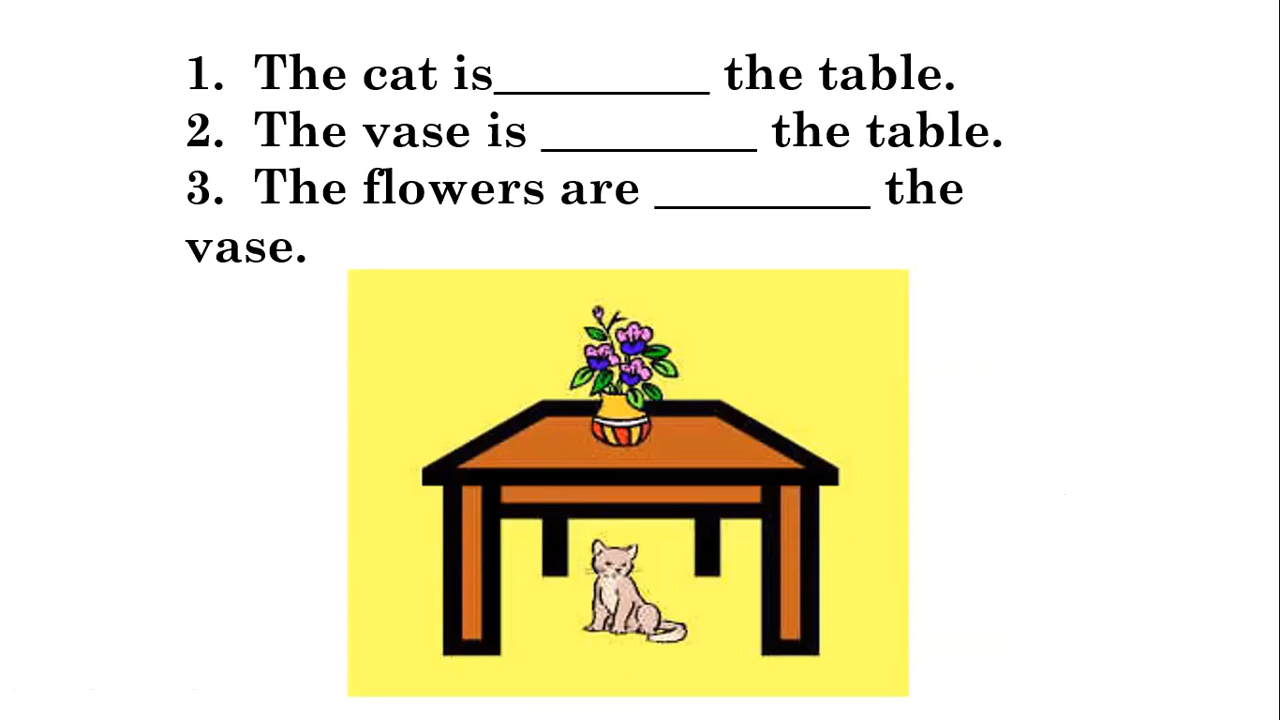 1. The cat is_________ the table.
2. The vase is _________ the table.
3. The flowers are _________ the
vase.